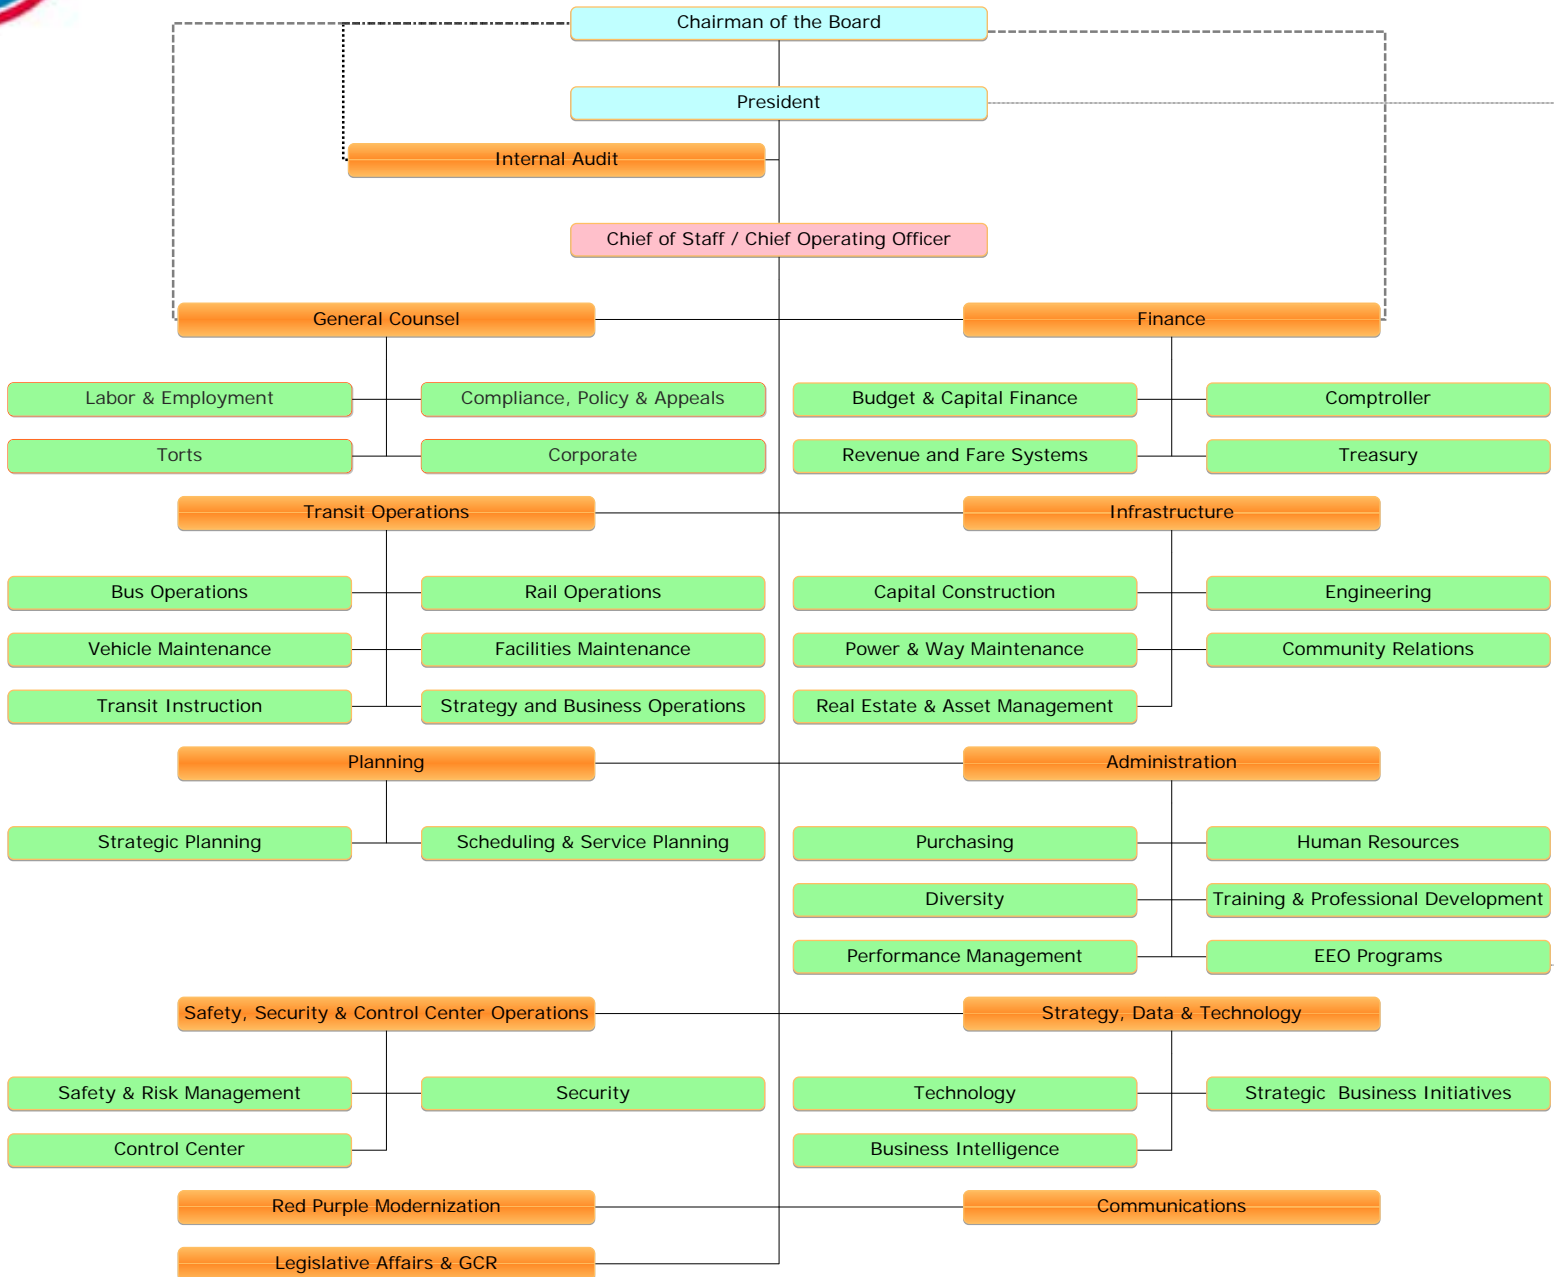 Chairman of the Board
President
Internal Audit
Chief of Staff / Chief Operating Officer
General Counsel
Finance
Labor & Employment
Compliance, Policy & Appeals
Budget & Capital Finance
Comptroller
Torts
Corporate
Revenue and Fare Systems
Treasury
Transit Operations
Infrastructure
Bus Operations
Rail Operations
Capital Construction
Engineering
Vehicle Maintenance
Facilities Maintenance
Power & Way Maintenance
Community Relations
Transit Instruction
Strategy and Business Operations
Real Estate & Asset Management
Planning
Administration
Strategic Planning
Scheduling & Service Planning
Purchasing
Human Resources
Diversity
Training & Professional Development
Performance Management
EEO Programs
Safety, Security & Control Center Operations
Strategy, Data & Technology
Safety & Risk Management
Security
Technology
Strategic  Business Initiatives
Control Center
Business Intelligence
Red Purple Modernization
Communications
Legislative Affairs & GCR